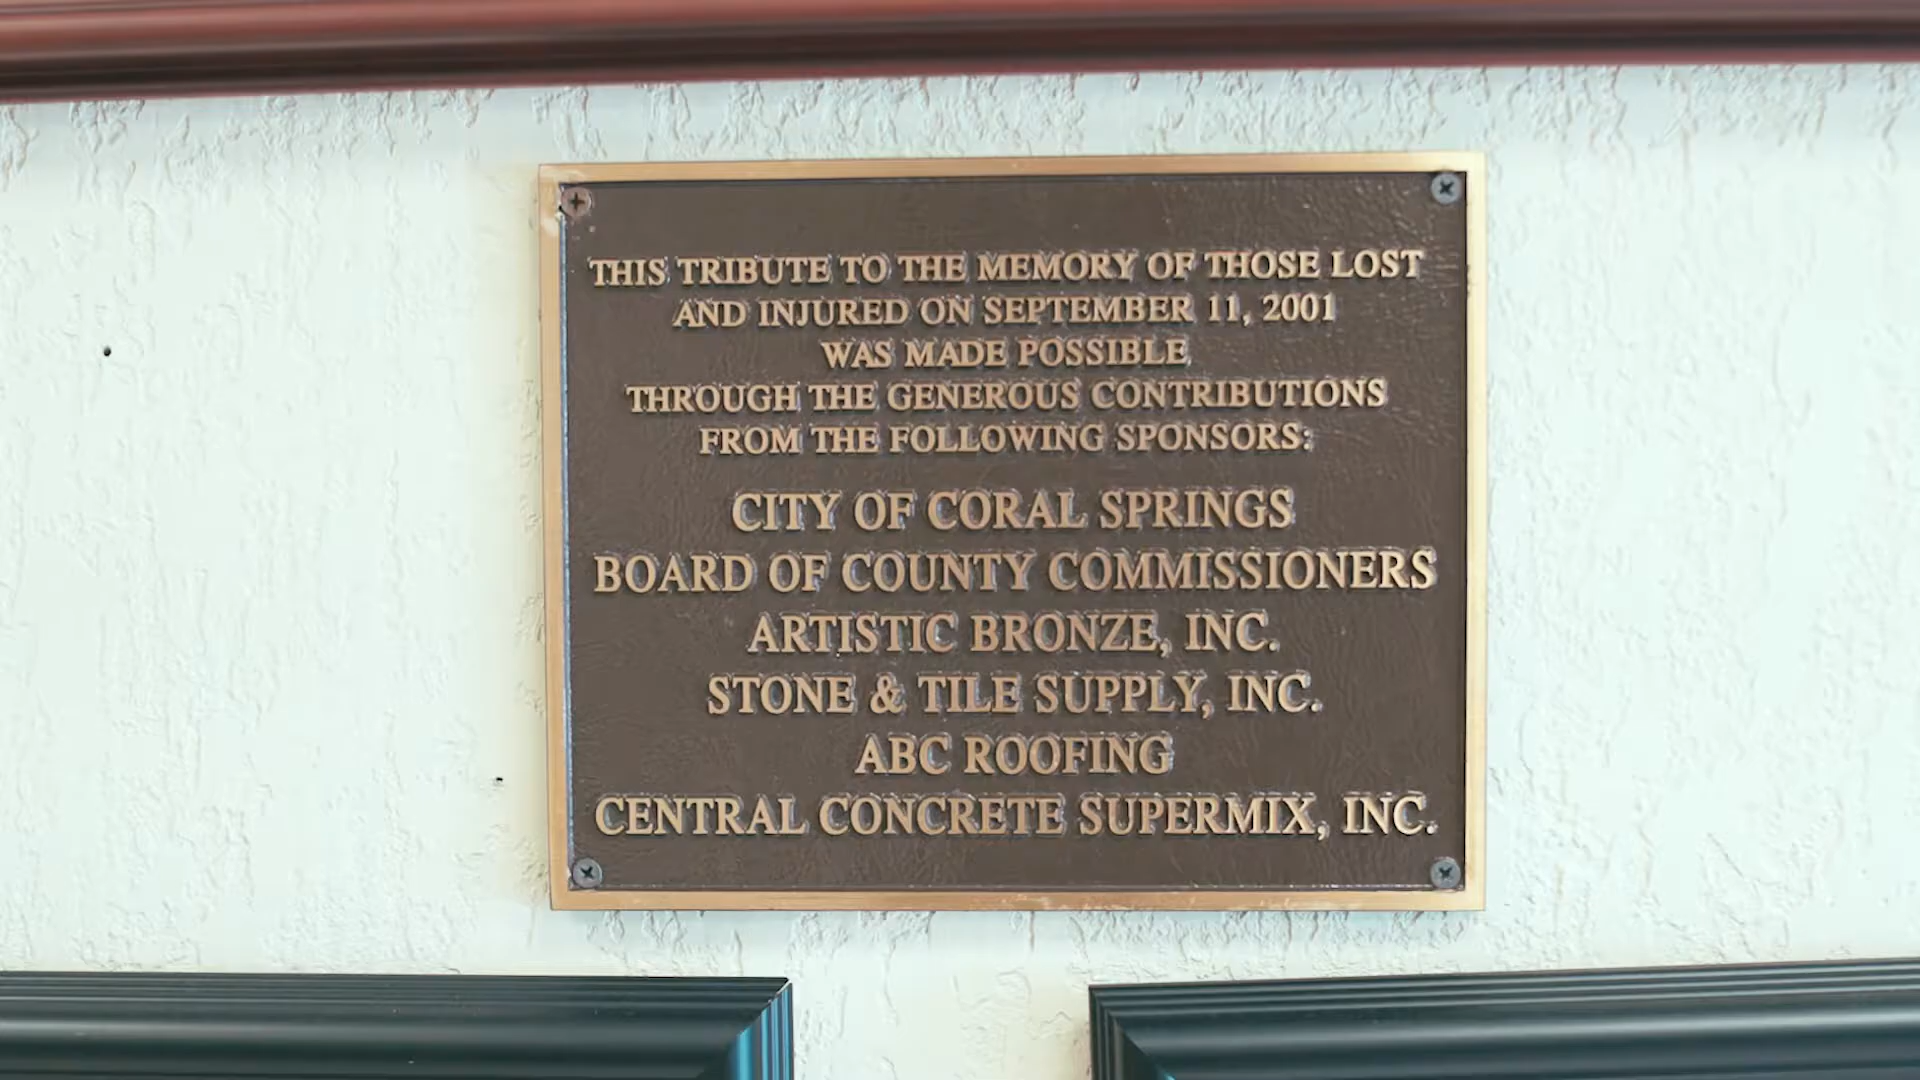 THIS TRIBUTE TO THE MEMORY OF THOSE LOST
AND INJURED ON SEPTEMBER 11, 2001
WAS MADE POSSIBLE
THROUGH THE GENEROUS CONTRIBUTIONS
FROM THE FOLLOWING SPONSORS:
CITY OF CORAL SPRINGS
BOARD OF COUNTY COMMISSIONERS
ARTISTIC BRONZE, INC.
STONE & TILE SUPPLY, INC.
ABC ROOFING
CENTRAL CONCRETE SUPERMIX, INC.